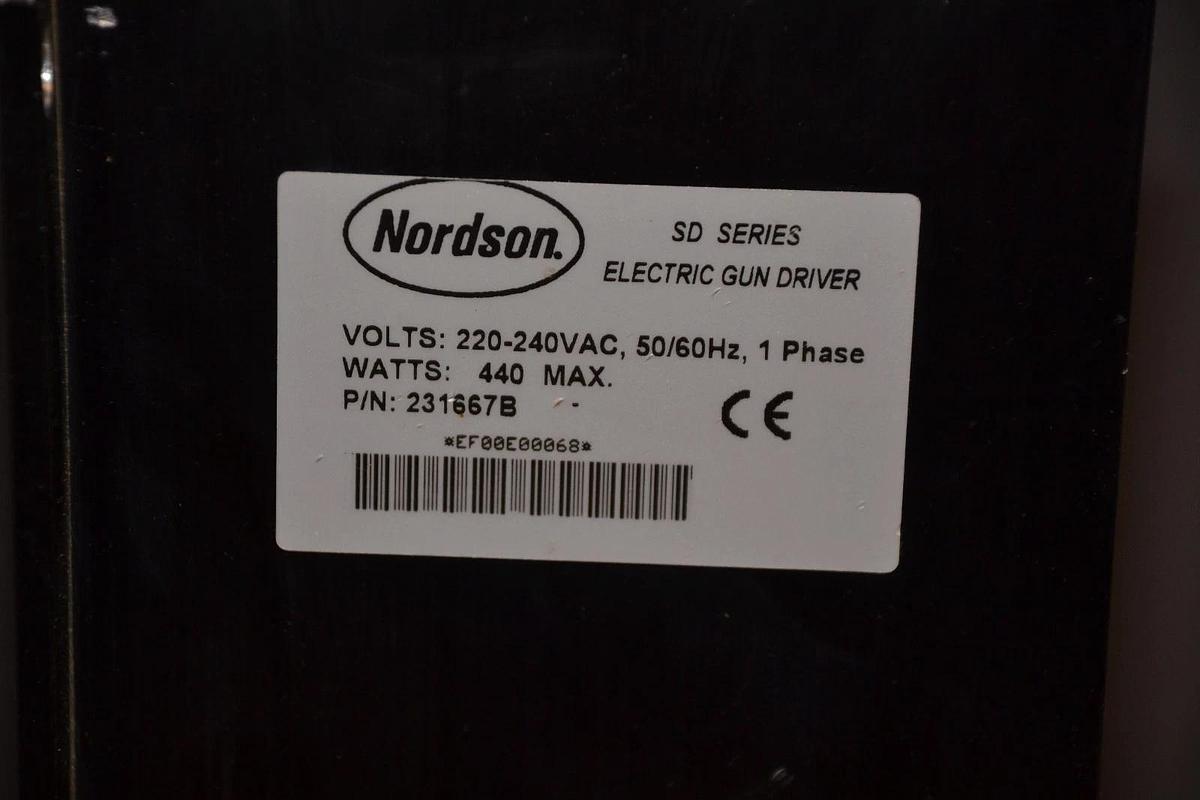 Nordson.
SD SERIES
ELECTRIC GUN DRIVER
VOLTS: 220-240VAC, 50/60Hz, 1 Phase
WATTS: 440 MAX.
P/N: 231667B -
CE
*EF00E00068*